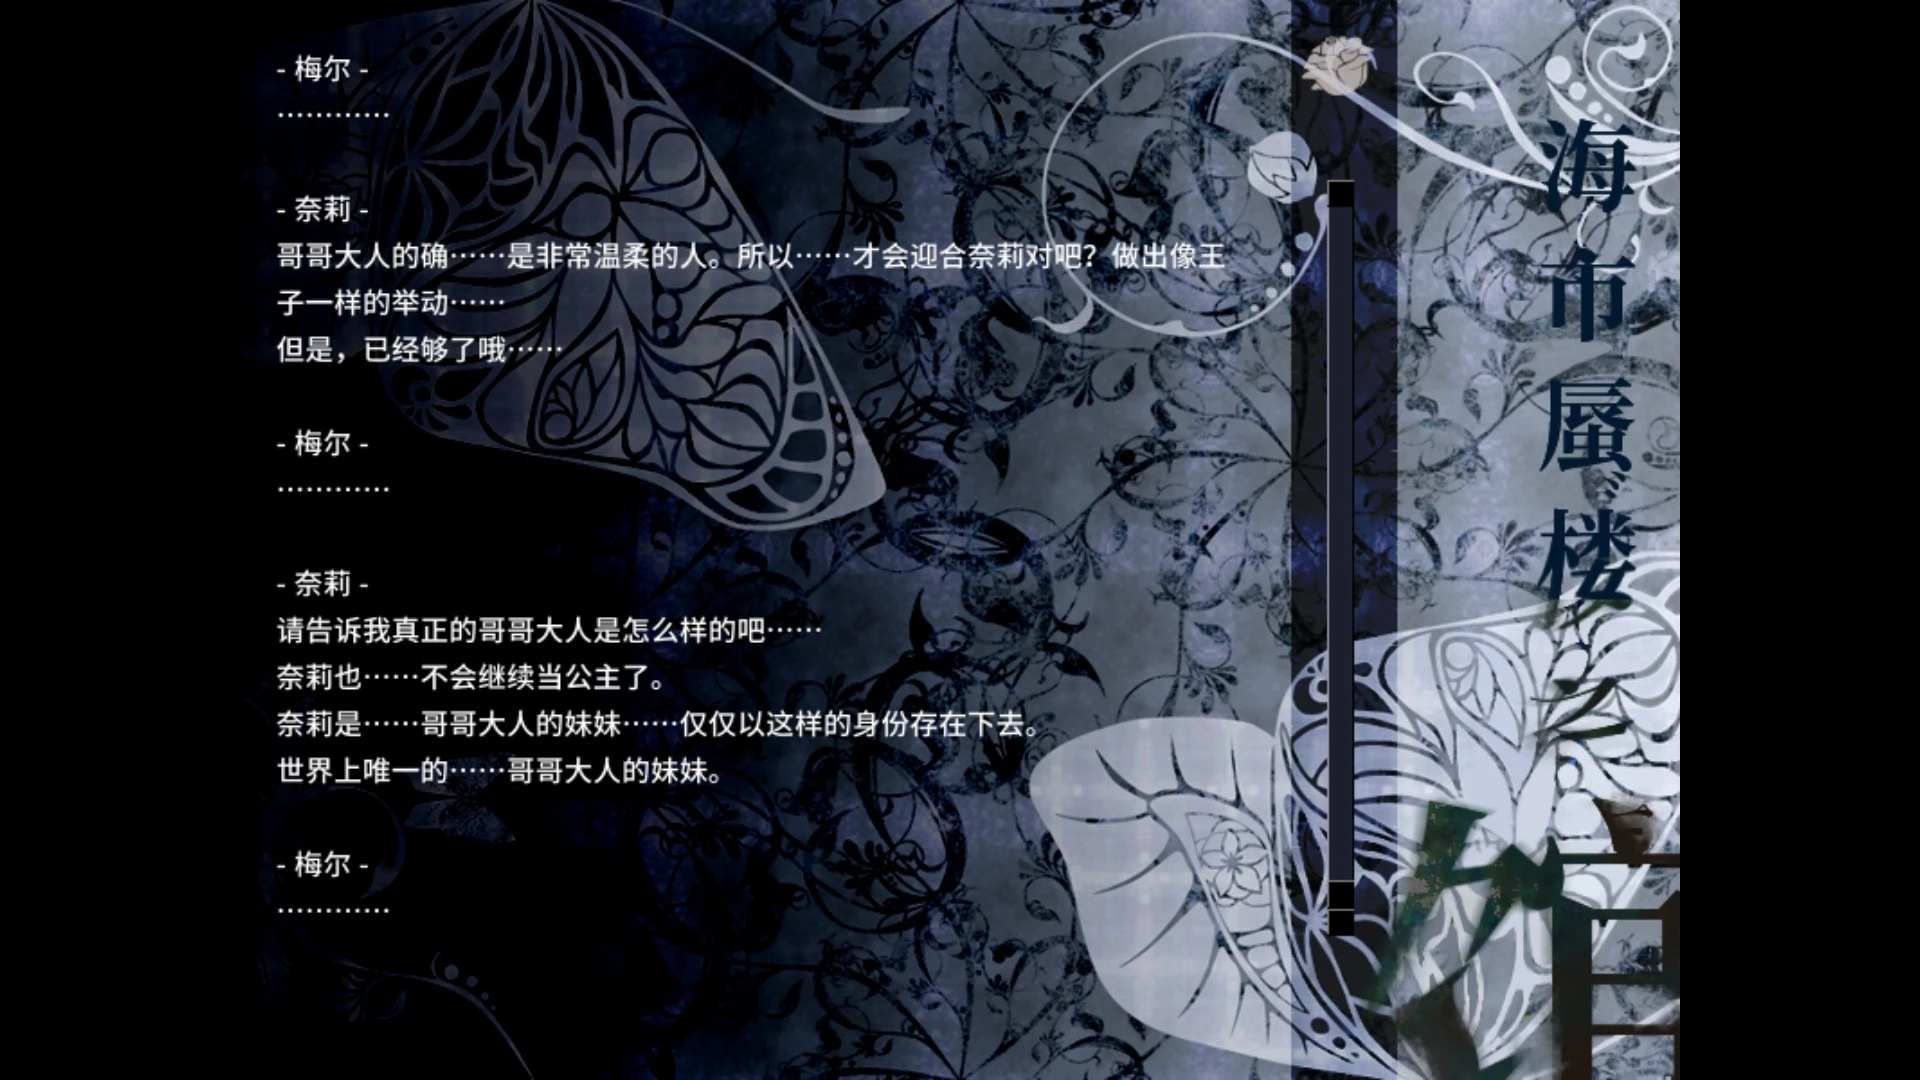 - 梅尔 -
…………
- 奈莉 -
哥哥大人的确……是非常温柔的人。所以……才会迎合奈莉对吧？做出像王
子一样的举动……
但是，已经够了哦……
- 梅尔 -
…………
- 奈莉 -
请告诉我真正的哥哥大人是怎么样的吧……
奈莉也……不会继续当公主了。
奈莉是……哥哥大人的妹妹……仅仅以这样的身份存在下去。
世界上唯一的……哥哥大人的妹妹。
- 梅尔 -
…………
海市蜃楼之馆